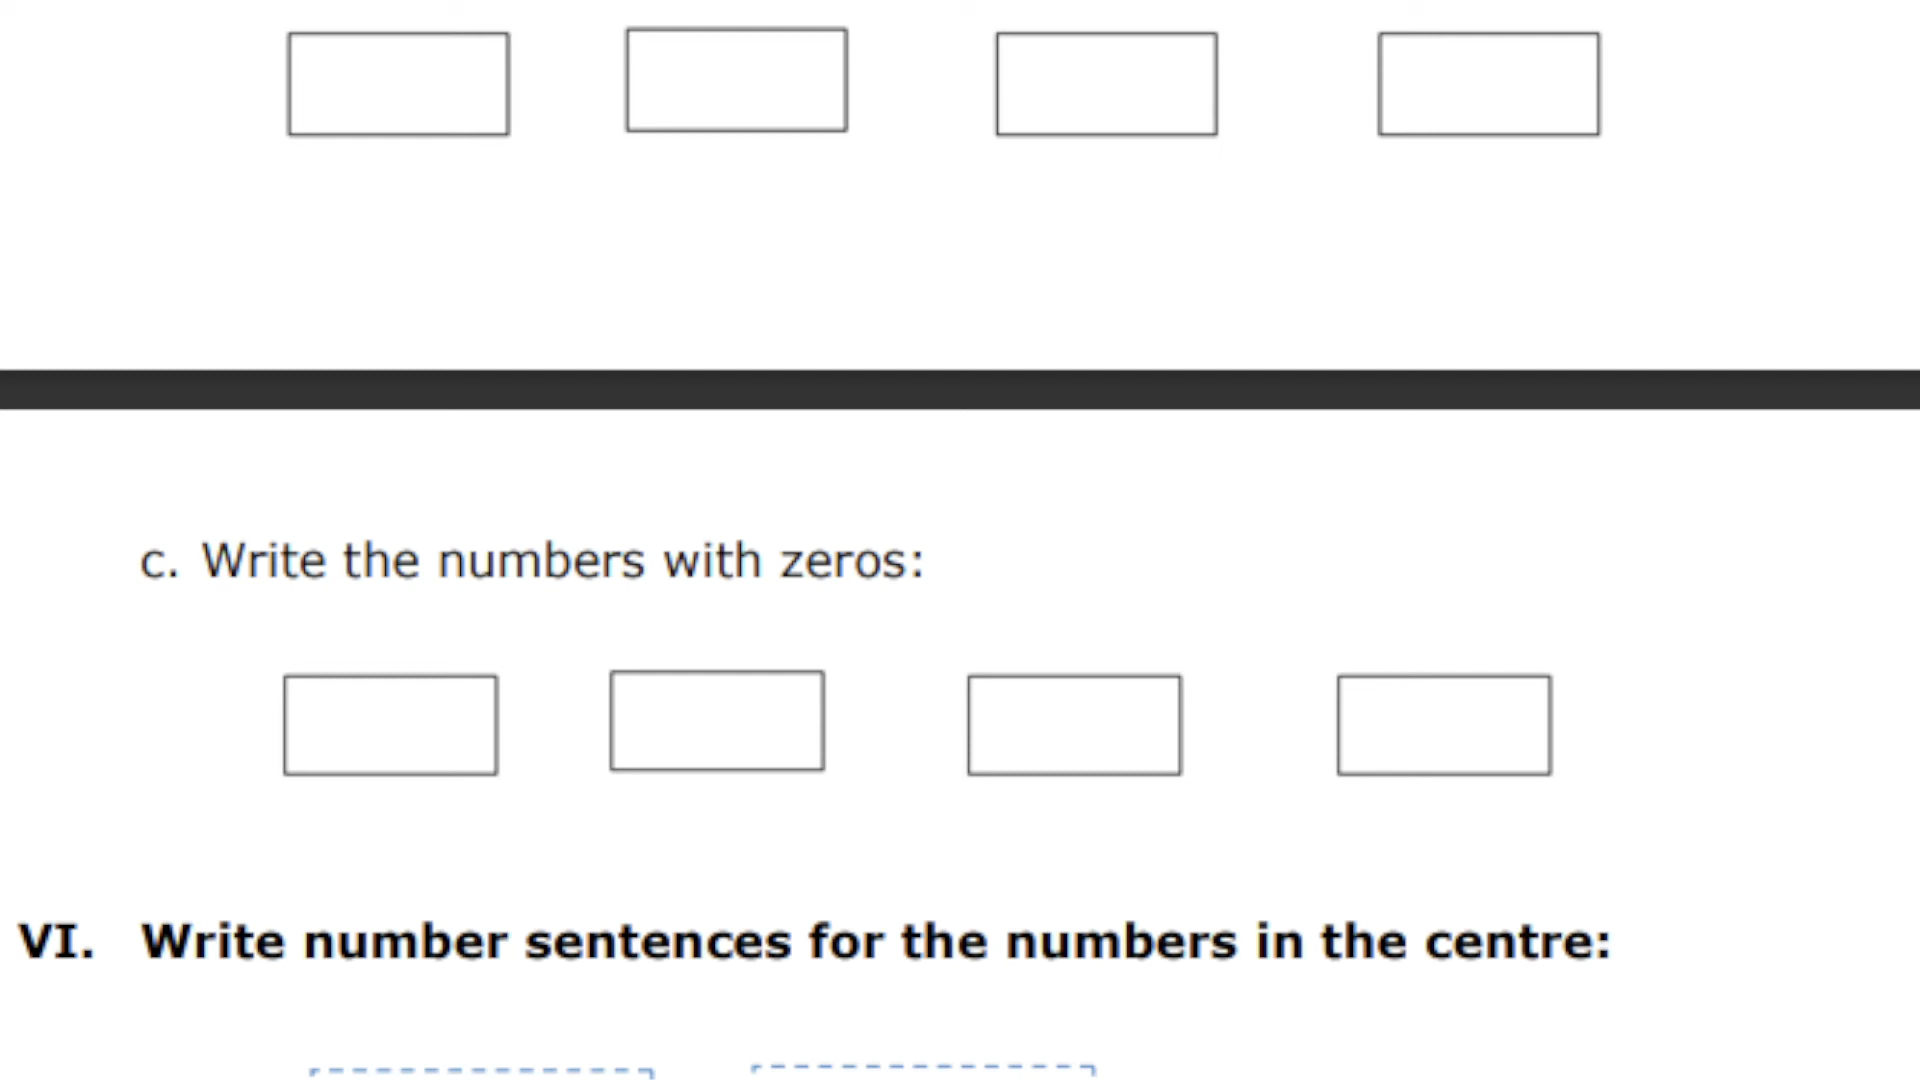 c. Write the numbers with zeros:
VI. Write number sentences for the numbers in the centre: